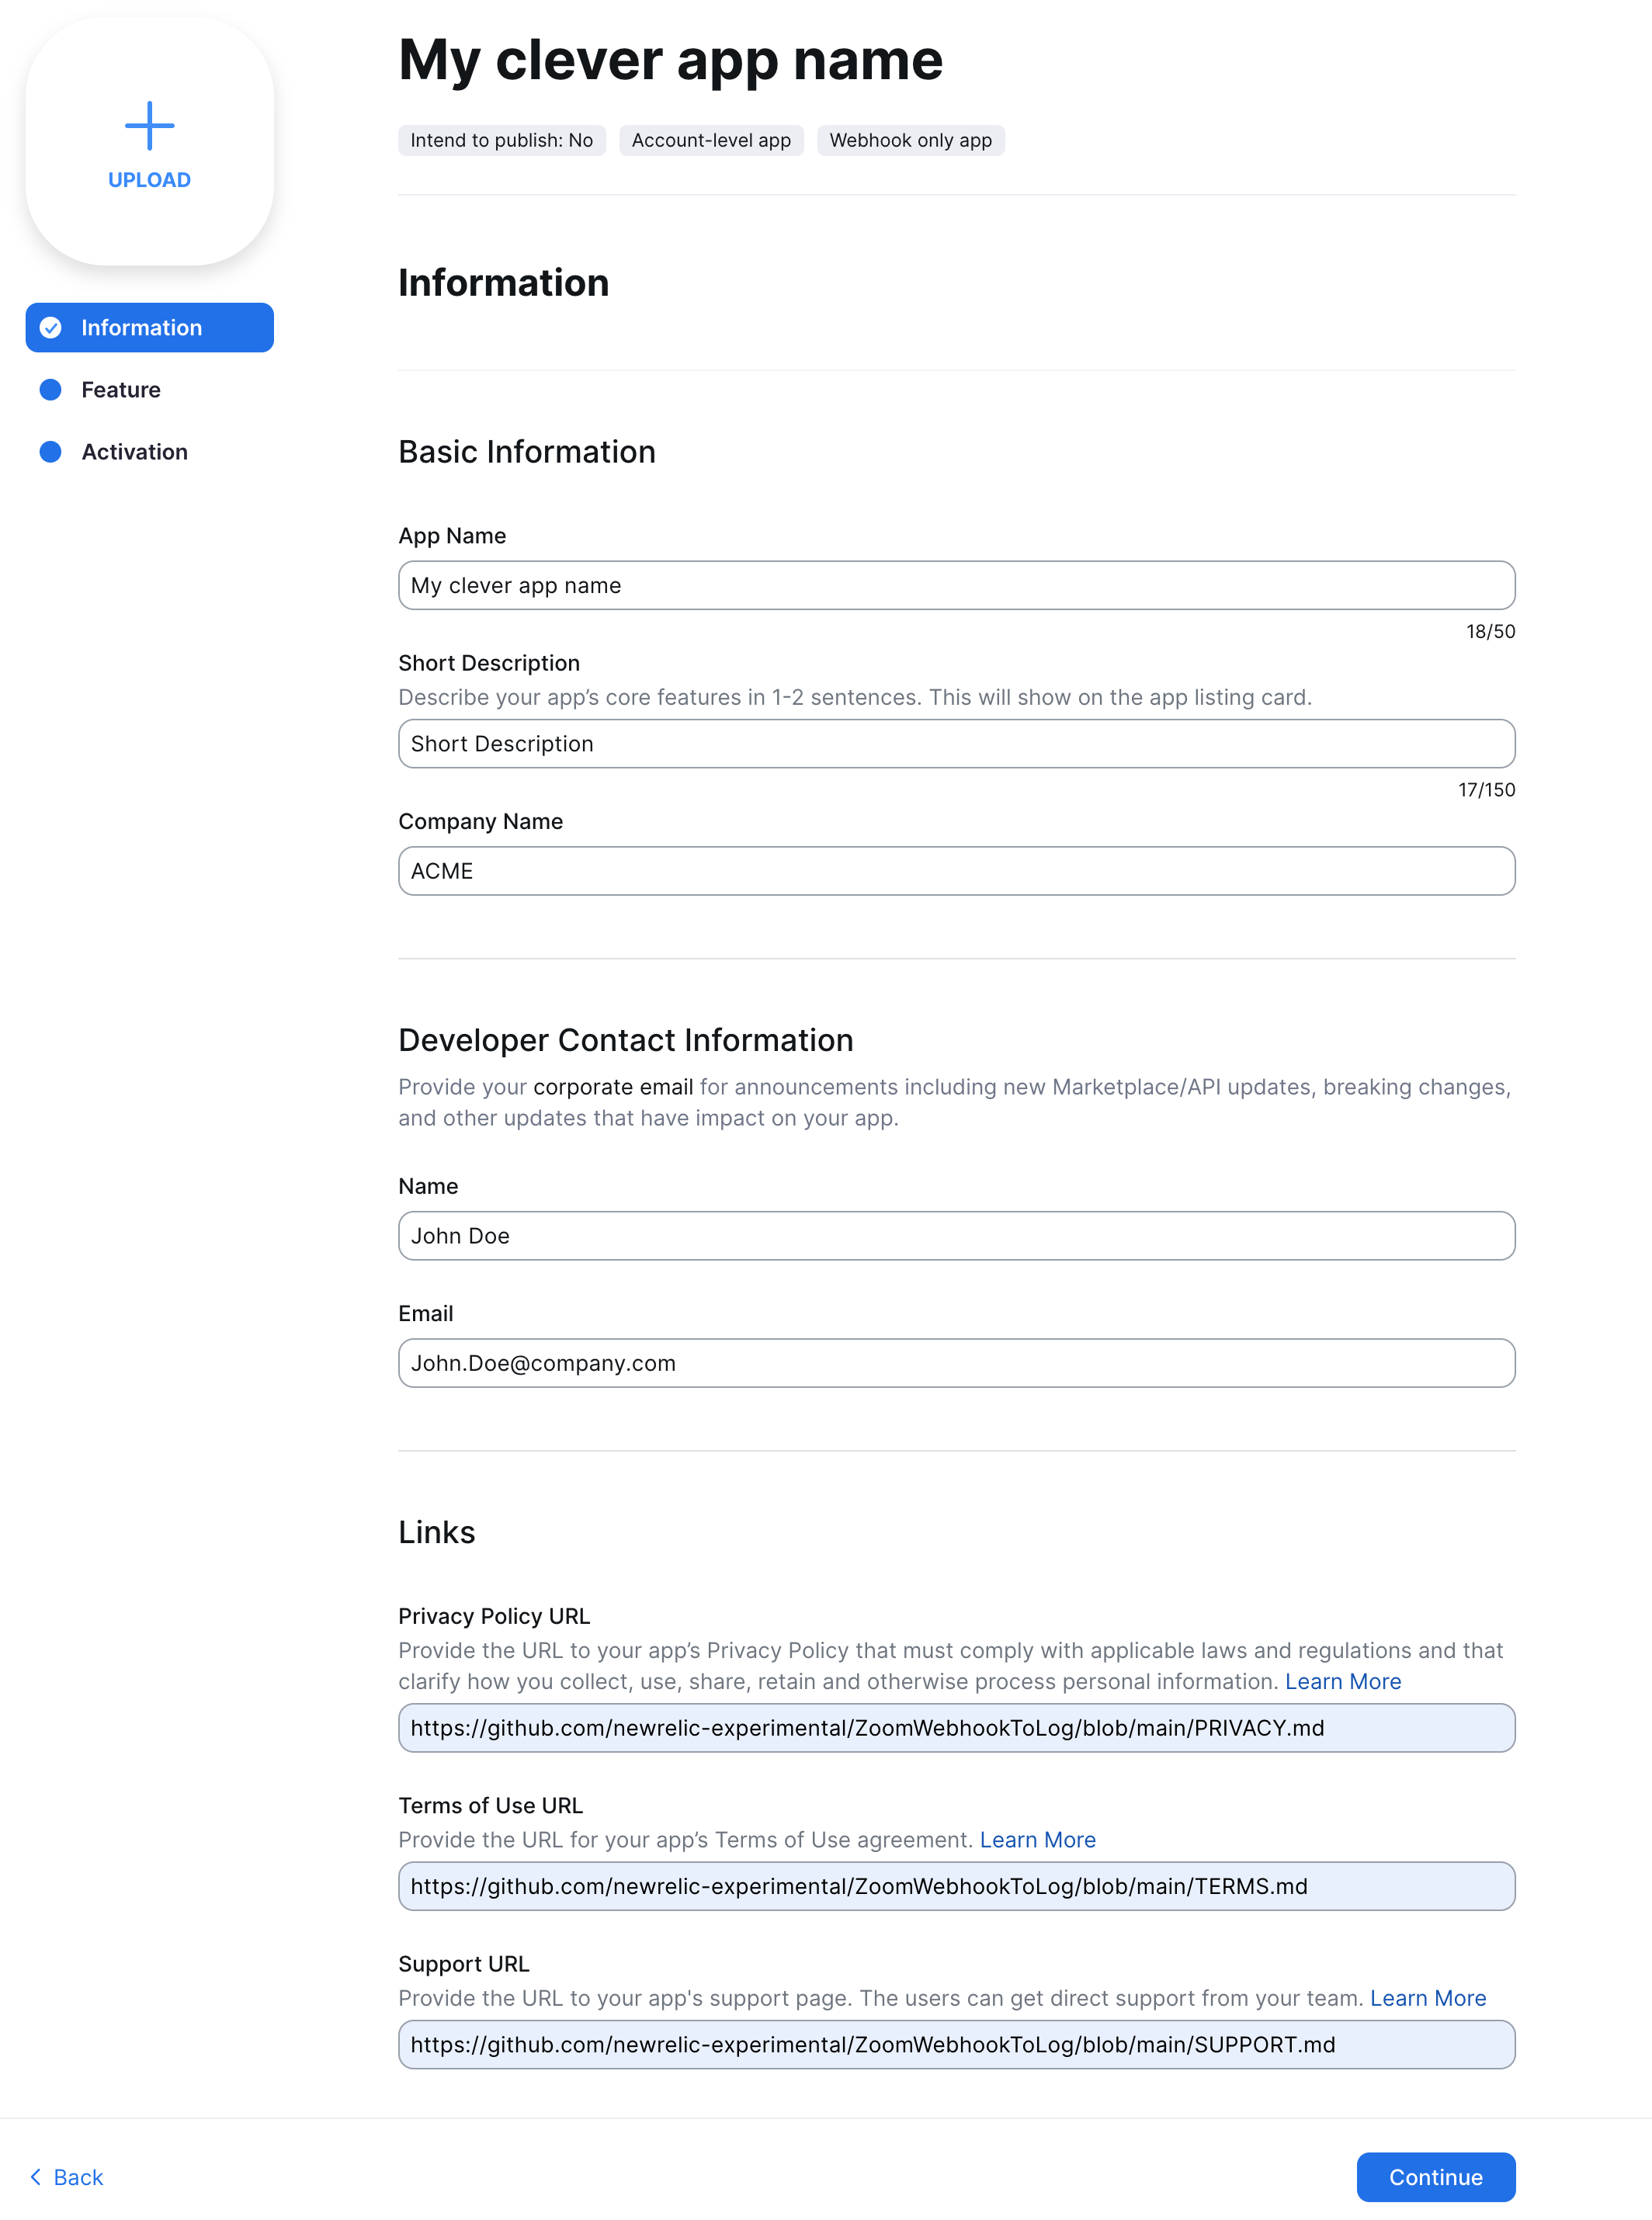 UPLOAD
Information
Feature
Activation
My clever app name
Intend to publish: No
Account-level app
Webhook only app
Information
Basic Information
App Name
My clever app name
18/50
Short Description
Describe your app’s core features in 1-2 sentences. This will show on the app listing card.
Short Description
17/150
Company Name
ACME
Developer Contact Information
Provide your corporate email for announcements including new Marketplace/API updates, breaking changes,
and other updates that have impact on your app.
Name
John Doe
Email
John.Doe@company.com
Links
Privacy Policy URL
Provide the URL to your app’s Privacy Policy that must comply with applicable laws and regulations and that
clarify how you collect, use, share, retain and otherwise process personal information. Learn More
https://github.com/newrelic-experimental/ZoomWebhookToLog/blob/main/PRIVACY.md
Terms of Use URL
Provide the URL for your app’s Terms of Use agreement. Learn More
https://github.com/newrelic-experimental/ZoomWebhookToLog/blob/main/TERMS.md
Support URL
Provide the URL to your app's support page. The users can get direct support from your team. Learn More
https://github.com/newrelic-experimental/ZoomWebhookToLog/blob/main/SUPPORT.md
Back
Continue